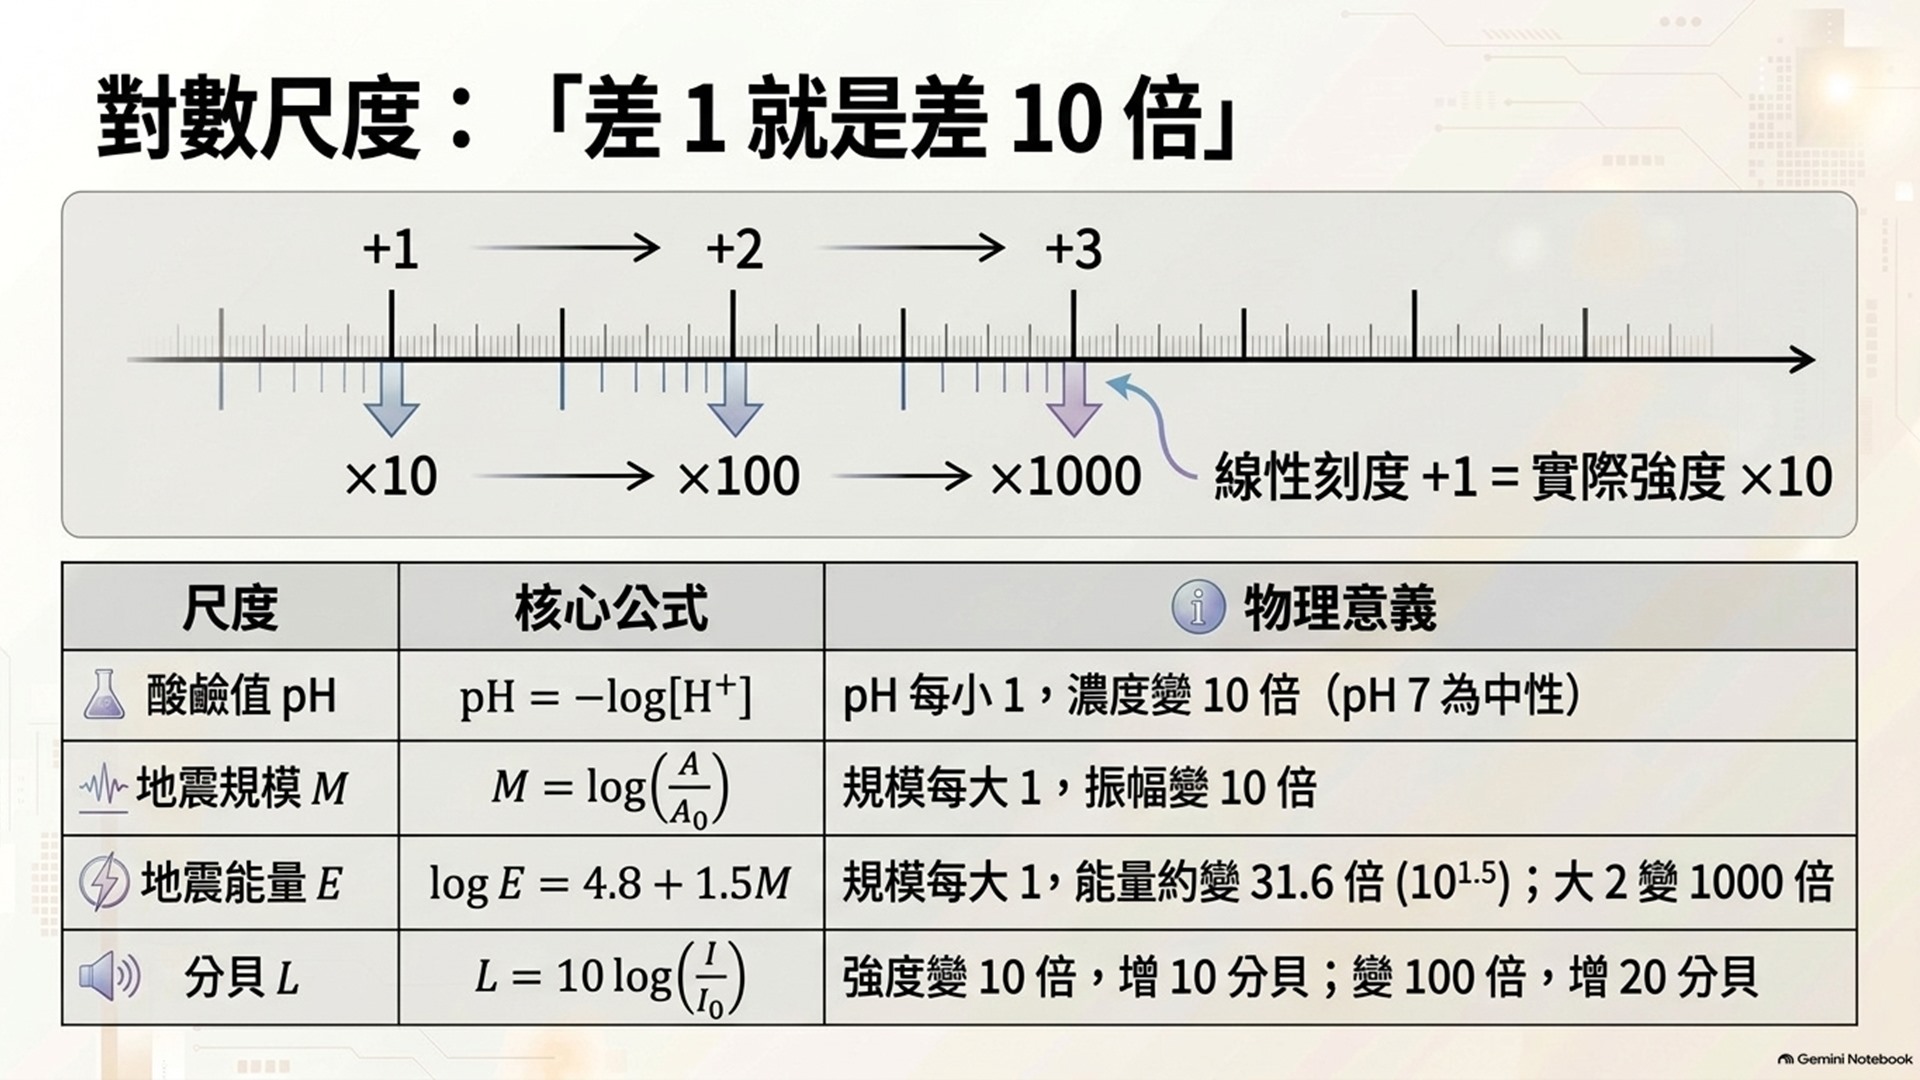 對數尺度：「差 1 就是差 10 倍」
+1 → +2 → +3
×10 → ×100 → ×1000
線性刻度 +1 = 實際強度 ×10
尺度 核心公式 i 物理意義
酸鹼值 pH pH = −log[H⁺] pH 每小 1，濃度變 10 倍（pH 7 為中性）
地震規模 M M = log(A/A₀) 規模每大 1，振幅變 10 倍
地震能量 E log E = 4.8 + 1.5M 規模每大 1，能量約變 31.6 倍 (10¹·⁵)；大 2 變 1000 倍
分貝 L L = 10 log(I/I₀) 強度變 10 倍，增 10 分貝；變 100 倍，增 20 分貝
Gemini Notebook